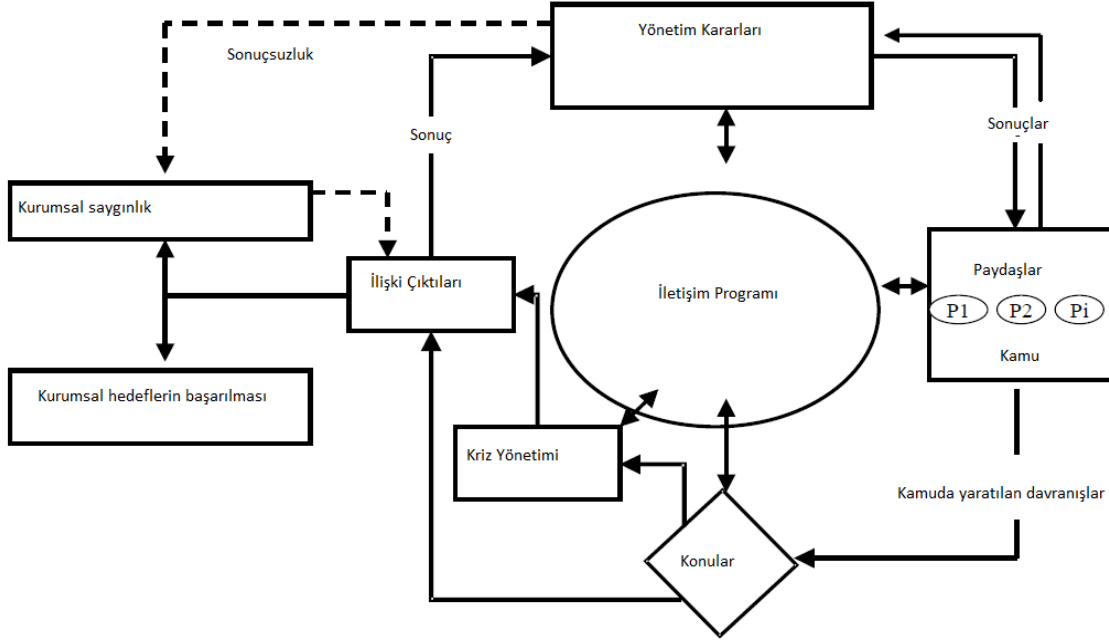 Yönetim Kararları
Sonuçsuzluk
Sonuç
Sonuçlar
Kurumsal saygınlık
İlişki Çıktıları
İletişim Programı
Paydaşlar
P1 P2 Pi
Kamu
Kurumsal hedeflerin başarılması
Kriz Yönetimi
Kamuda yaratılan davranışlar
Konular